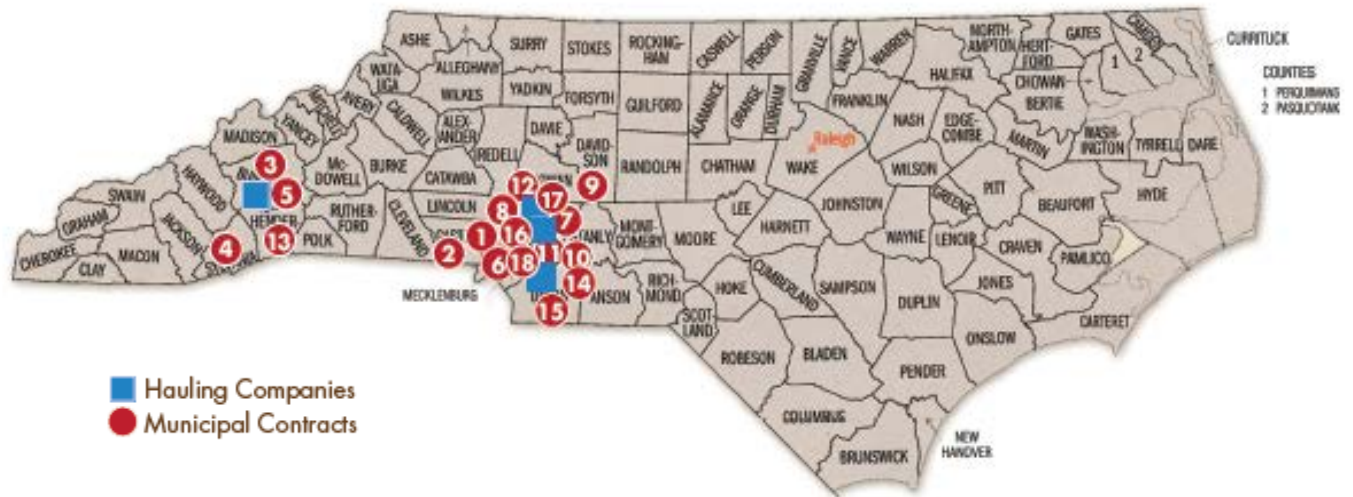 ASHE
SURRY
STOKES
ROCKING-
HAM
CASWELL
PERSON
GRANVILLE
VANCE
WARREN
NORTH-
AMPTON
HERT-
FORD
GATES
CAMDEN
CURRITUCK
COUNTIES
1 PERQUIMANS
2 PASQUOTANK
1
2
ALLEGHANY
WATA-
UGA
WILKES
YADKIN
FORSYTH
GUILFORD
ALAMANCE
ORANGE
DURHAM
FRANKLIN
HALIFAX
CHOWAN
BERTIE
MITCHELL
AVERY
CALDWELL
ALEX-
ANDER
IREDELL
DAVIE
DAVID-
SON
RANDOLPH
CHATHAM
Raleigh
WAKE
NASH
EDGE-
COMBE
MARTIN
WASH-
INGTON
TYRRELL
DARE
MADISON
YANCEY
Mc-
DOWELL
BURKE
CATAWBA
WILSON
PITT
HYDE
BEAUFORT
SWAIN
HAYWOOD
3
5
12
17
9
LINCOLN
8
7
RUTHER-
FORD
CLEVELAND
GRAHAM
JACKSON
HENDER
13
POLK
4
2
1
16
MONT-
GOMERY
MOORE
LEE
HARNETT
JOHNSTON
GREENE
WAYNE
LENOIR
CRAVEN
PAMLICO
CHEROKEE
CLAY
MACON
6
18
11
10
14
15
MECKLENBURG
ANSON
RICH-
MOND
HOKE
CUMBERLAND
SAMPSON
DUPLIN
JONES
CARTERET
SCOT-
LAND
ONSLOW
ROBESON
BLADEN
PENDER
COLUMBUS
NEW
HANOVER
BRUNSWICK
Hauling Companies
Municipal Contracts